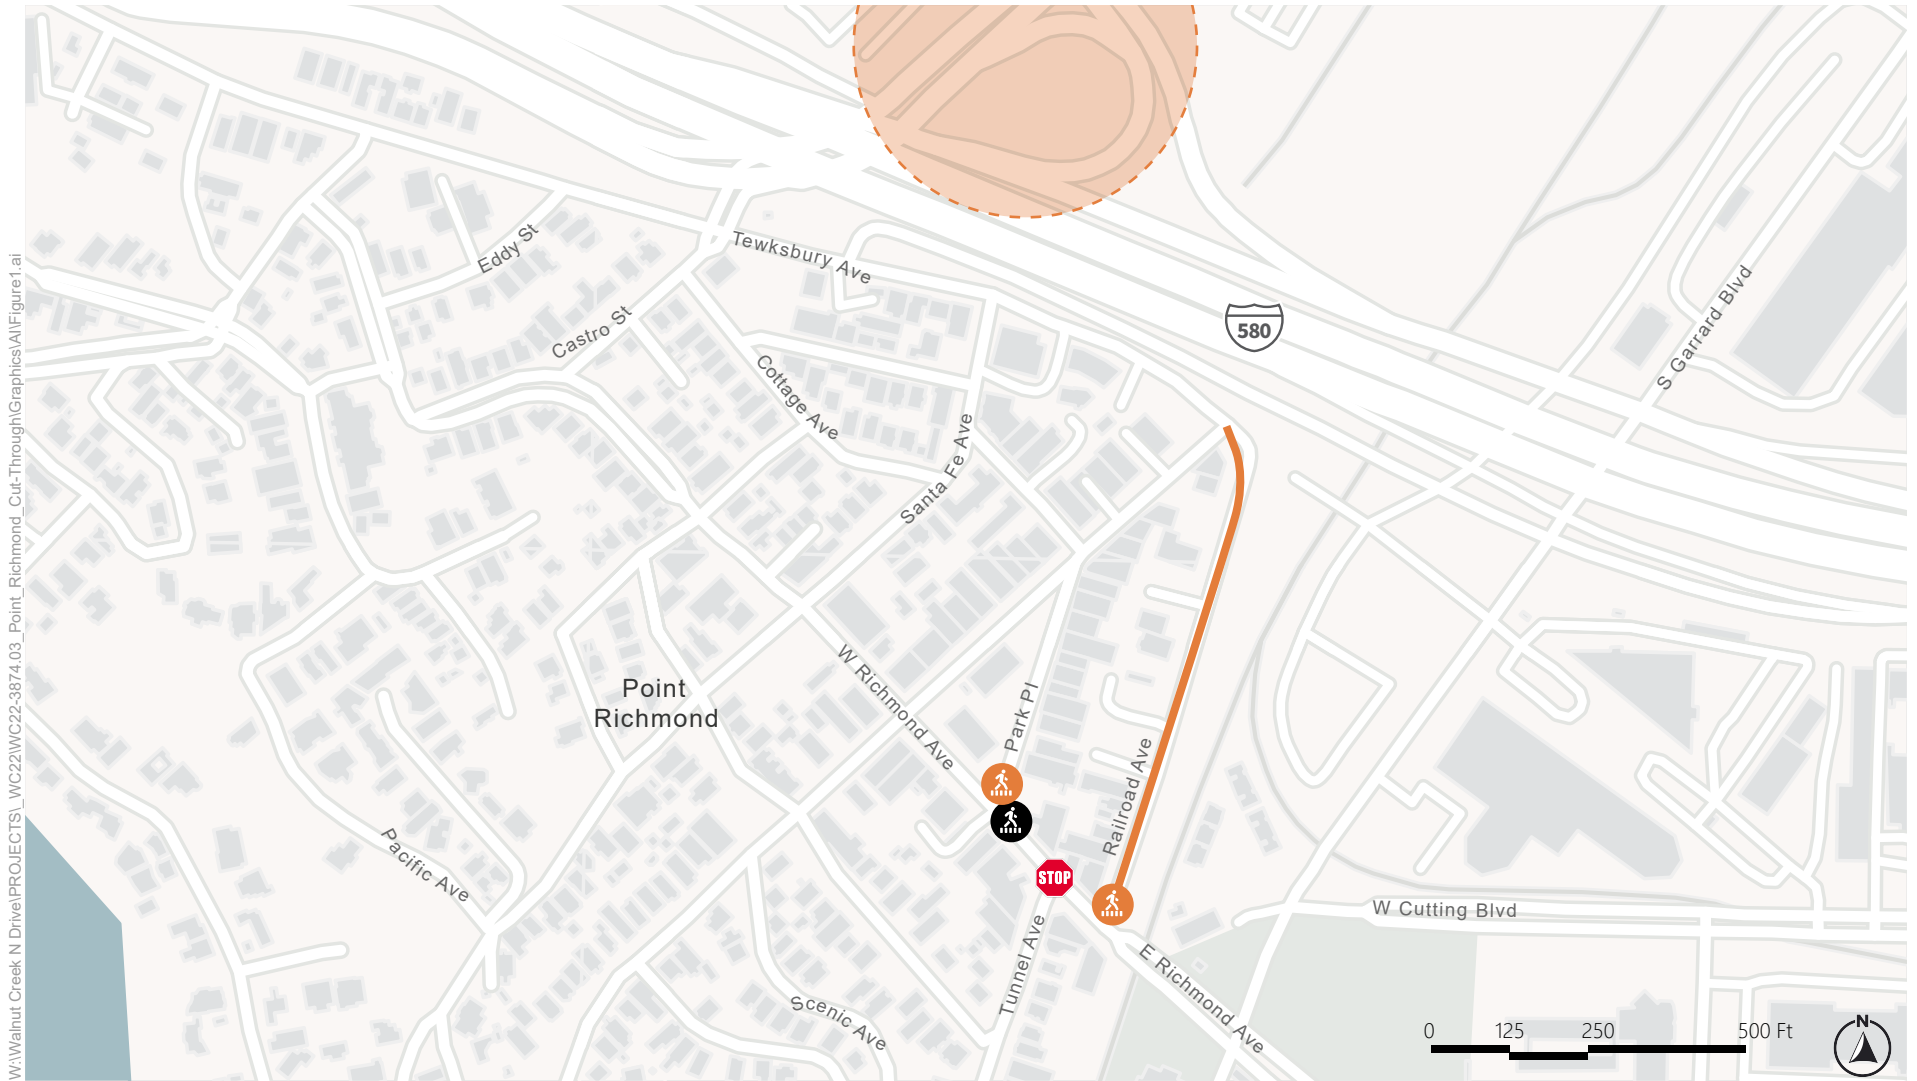 W:\Walnut Creek N Drive\PROJECTS\_WC22\WC22-3874.03_Point_Richmond_Cut-Through\Graphics\AI\Figure1.ai
Eddy St
Tewksbury Ave
Castro St
580
S Garrard Blvd
Cottage Ave
Santa Fe Ave
W Richmond Ave
Point
Richmond
Park Pl
Railroad Ave
Pacific Ave
STOP
W Cutting Blvd
Tunnel Ave
E Richmond Ave
Scenic Ave
0 125 250 500 Ft
N